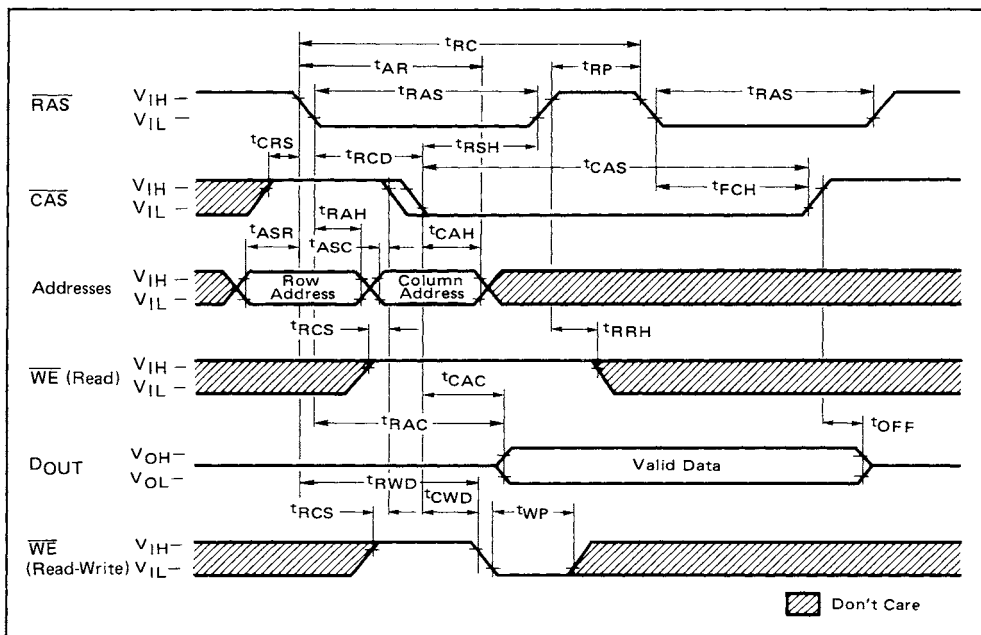 tRC
tAR
tRP
RAS
VIH
VIL
tRAS
tRAS
tCRS
tRCD
tRSH
tCAS
CAS
VIH
VIL
tFCH
tRAH
tASR
tASC
tCAH
Addresses
VIH
VIL
Row
Address
Column
Address
tRCS
tRRH
WE (Read)
VIH
VIL
tCAC
tRAC
tOFF
DOUT
VOH
VOL
Valid Data
tRWD
tCWD
tRCS
tWP
WE
(Read-Write)
VIH
VIL
Don't Care